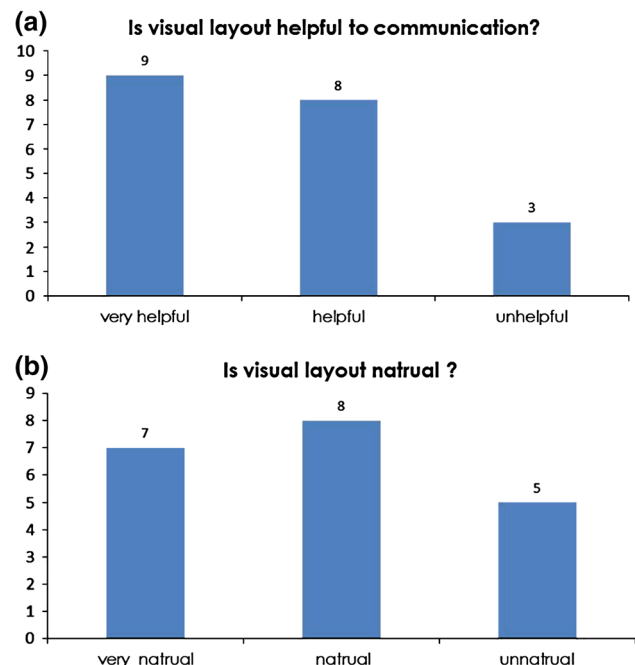 (a)
Is visual layout helpful to communication?
10
9
8
7
6
5
4
3
2
1
0
9
8
3
very helpful
helpful
unhelpful
(b)
Is visual layout natrual ?
9
8
7
6
5
4
3
2
1
0
7
8
5
very natrual
natrual
unnatrual